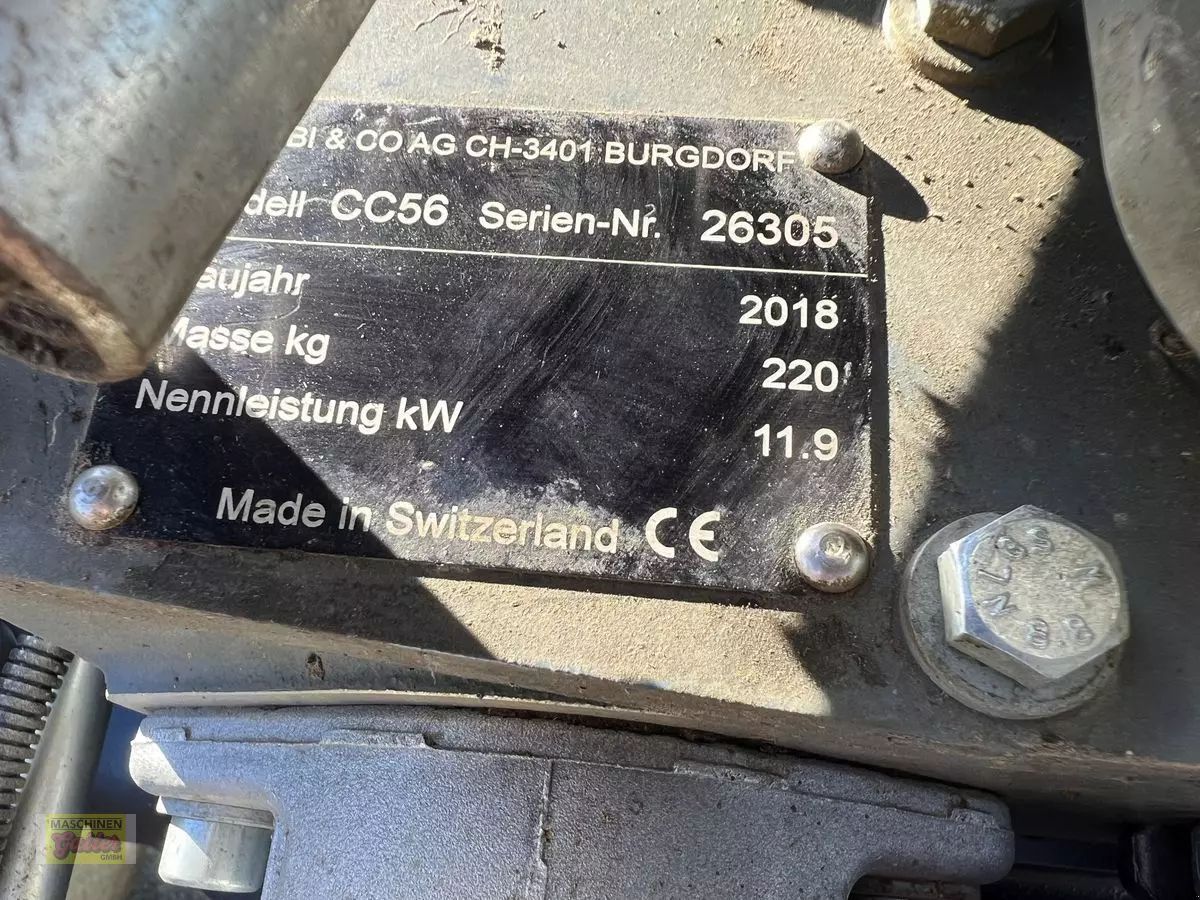 BI & CO AG CH-3401 BURGDORF
dell CC56 Serien-Nr. 26305
aujahr 2018
Masse kg 220
Nennleistung kW 11.9
Made in Switzerland CE
8.8
MASCHINEN
Gailer
GMBH